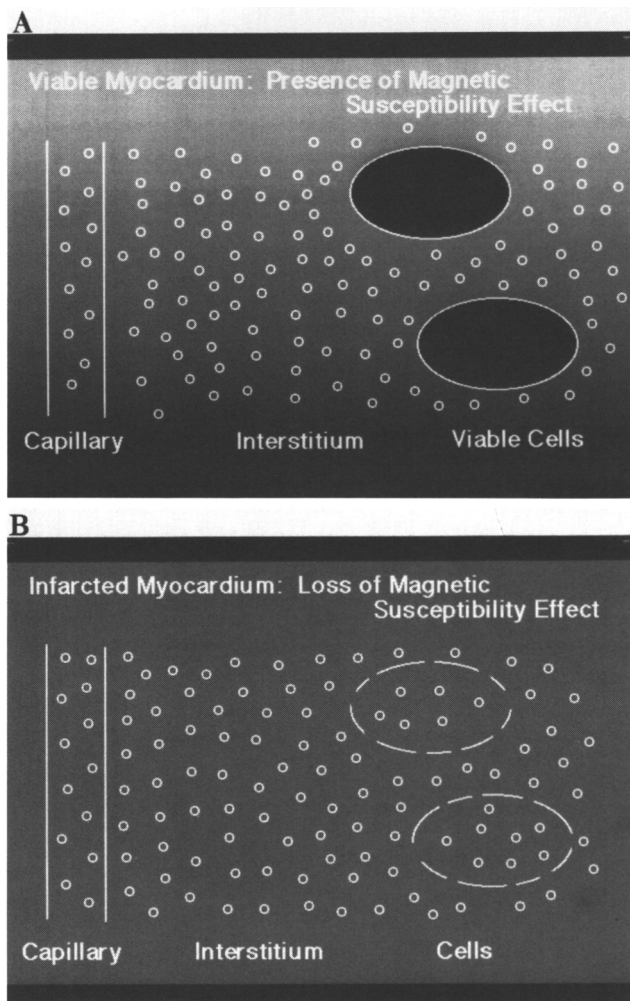 A
Viable Myocardium: Presence of Magnetic
Susceptibility Effect
Capillary Interstitium Viable Cells
B
Infarcted Myocardium: Loss of Magnetic
Susceptibility Effect
Capillary Interstitium Cells